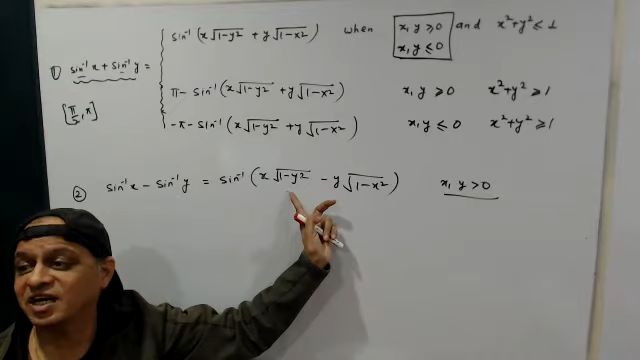 sin⁻¹(x√1-y² + y√1-x²) when x, y ⩾ 0 and x²+y² ≤ 1
x, y ≤ 0
1) sin⁻¹x + sin⁻¹y =
π - sin⁻¹(x√1-y² + y√1-x²) x, y ⩾ 0 x²+y² ⩾ 1
[π/2, π]
-π - sin⁻¹(x√1-y² + y√1-x²) x, y ≤ 0 x²+y² ⩾ 1
2) sin⁻¹x - sin⁻¹y = sin⁻¹(x√1-y² - y√1-x²) x, y > 0